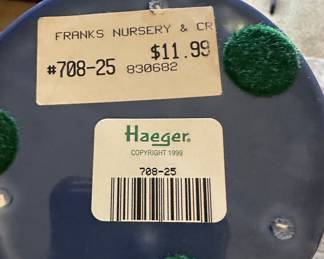 FRANKS NURSERY & CR
$11.99
#708-25 830682
Haeger®
COPYRIGHT 1999
708-25